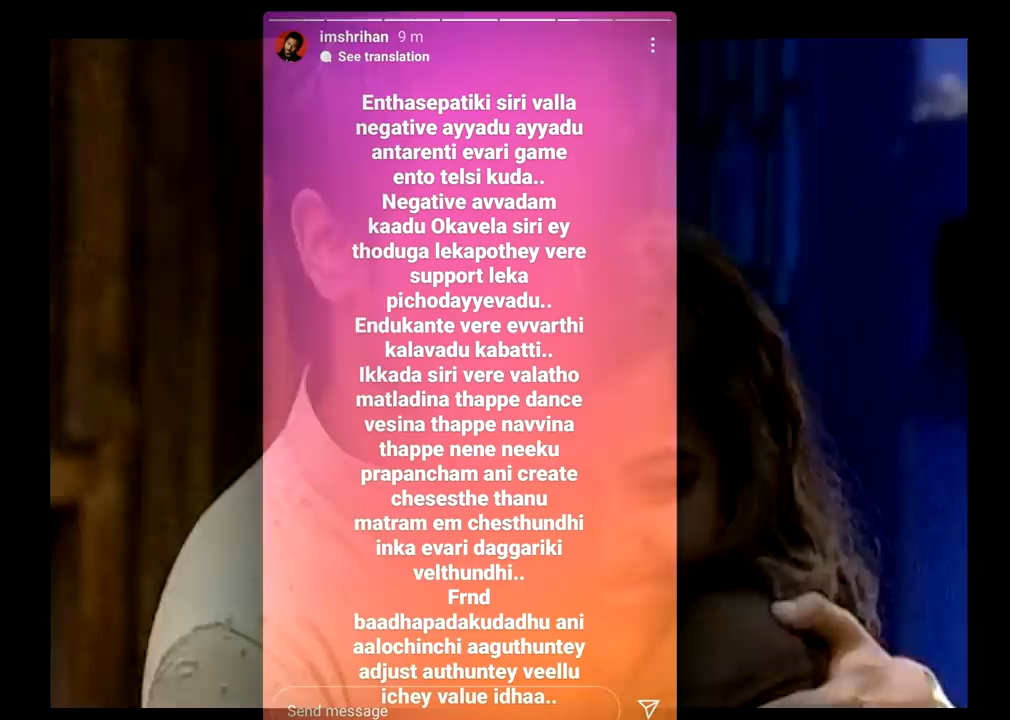 imshrihan 9 m
See translation
Enthasepatiki siri valla
negative ayyadu ayyadu
antarenti evari game
ento telsi kuda..
Negative avvadam
kaadu Okavela siri ey
thoduga lekapothey vere
support leka
pichodayyevadu..
Endukante vere evvarthi
kalavadu kabatti..
Ikkada siri vere valatho
matladina thappe dance
vesina thappe navvina
thappe nene neeku
prapancham ani create
chesesthe thanu
matram em chesthundhi
inka evari daggariki
velthundhi..
Frnd
baadhapadakudadhu ani
aalochinchi aaguthuntey
adjust authuntey veellu
ichey value idhaa..
Send message